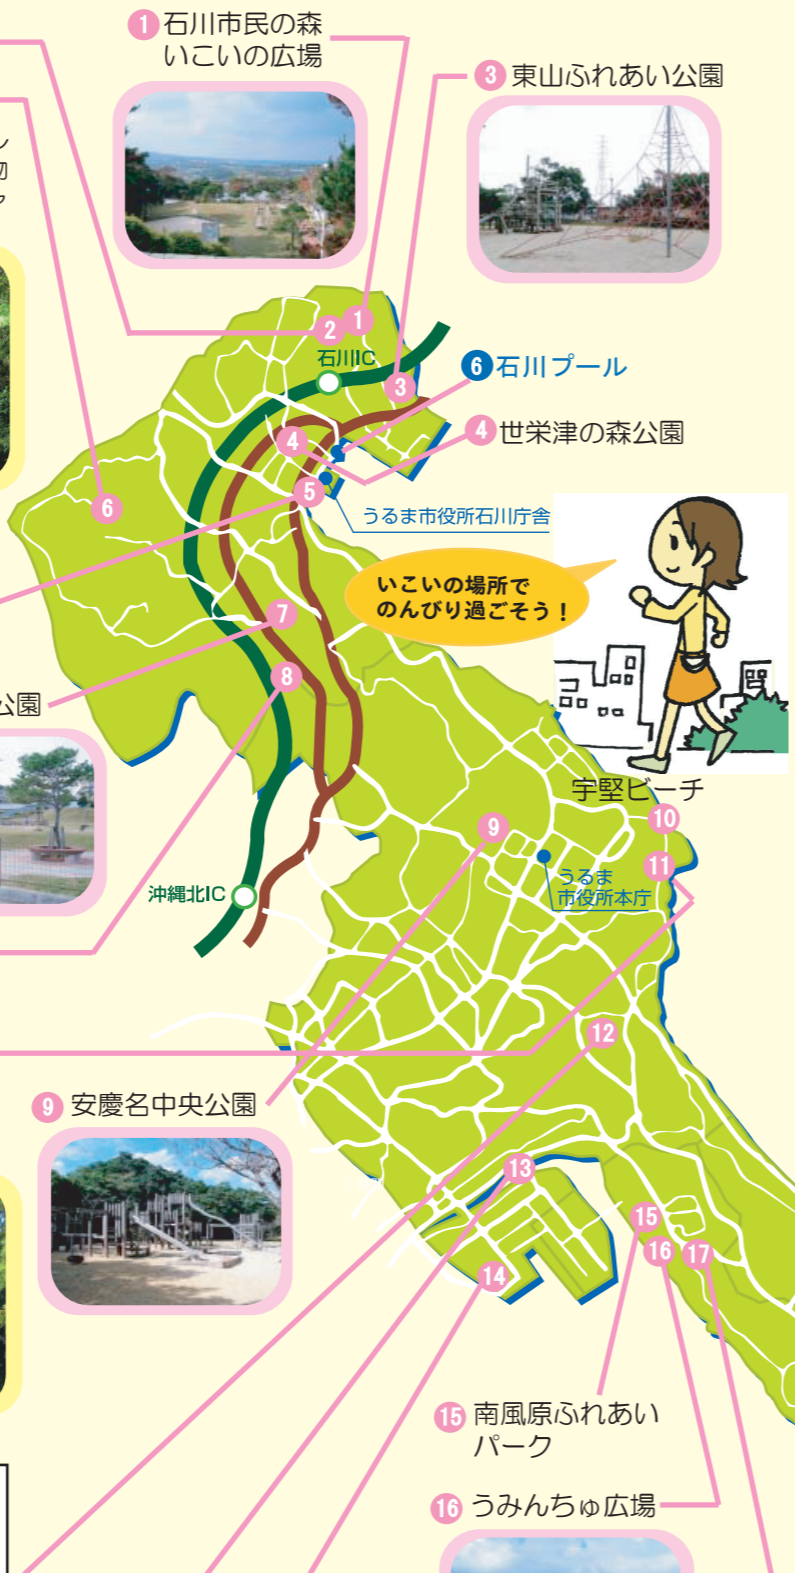 1 石川市民の森
いこいの広場
3 東山ふれあい公園
2
1
石川IC
3
6 石川プール
4
4 世栄津の森公園
5
6
うるま市役所石川庁舎
いこいの場所で
のんびり過ごそう！
7
8
公園
宇堅ビーチ
10
9
11
うるま
市役所本庁
沖縄北IC
12
9 安慶名中央公園
13
14
15
16
17
15 南風原ふれあい
パーク
16 うみんちゅ広場